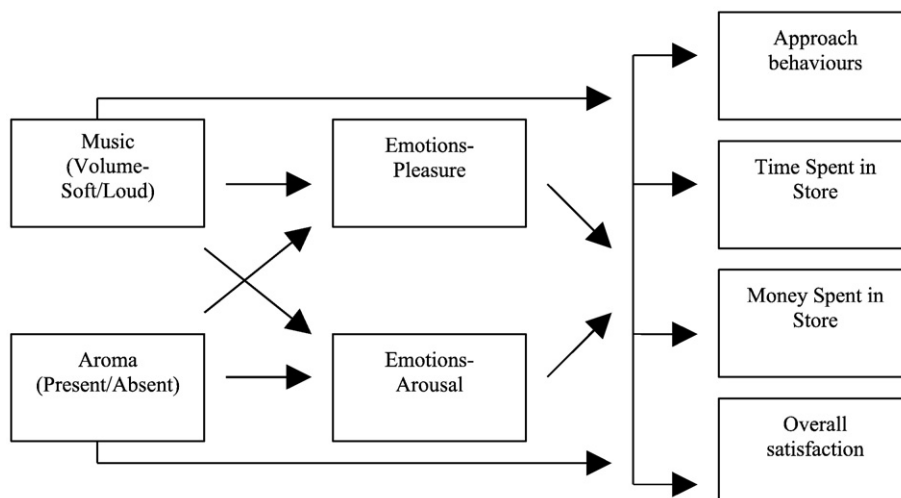 Music
(Volume-
Soft/Loud)
Emotions-
Pleasure
Aroma
(Present/Absent)
Emotions-
Arousal
Approach
behaviours
Time Spent in
Store
Money Spent in
Store
Overall
satisfaction